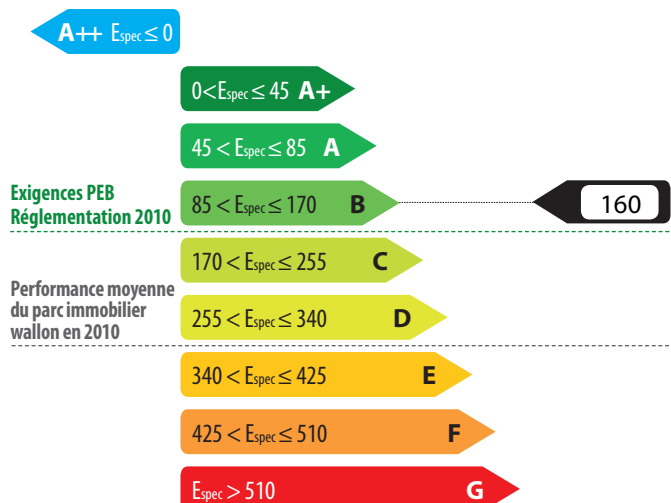 A++ Espec ≤ 0
0<Espec ≤ 45 A+
45 < Espec ≤ 85 A
Exigences PEB
Réglementation 2010
85 < Espec ≤ 170 B
160
170 < Espec ≤ 255 C
Performance moyenne
du parc immobilier
wallon en 2010
255 < Espec ≤ 340 D
340 < Espec ≤ 425 E
425 < Espec ≤ 510 F
Espec > 510 G